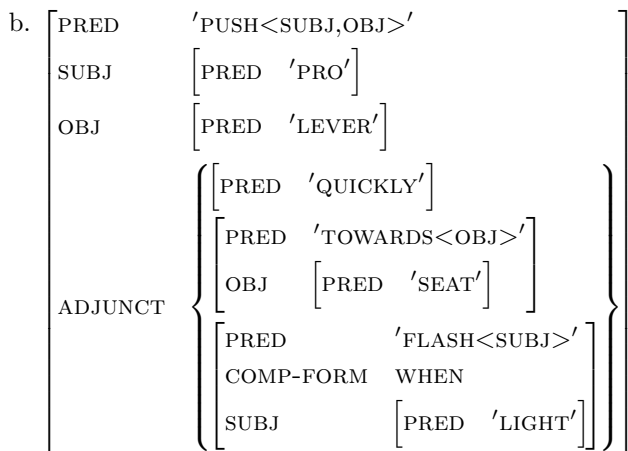 b. PRED ′PUSH<SUBJ,OBJ>′
SUBJ [PRED ′PRO′]
OBJ [PRED ′LEVER′]
[PRED ′QUICKLY′]
PRED ′TOWARDS<OBJ>′
OBJ [PRED ′SEAT′]
ADJUNCT
PRED ′FLASH<SUBJ>′
COMP-FORM WHEN
SUBJ [PRED ′LIGHT′]